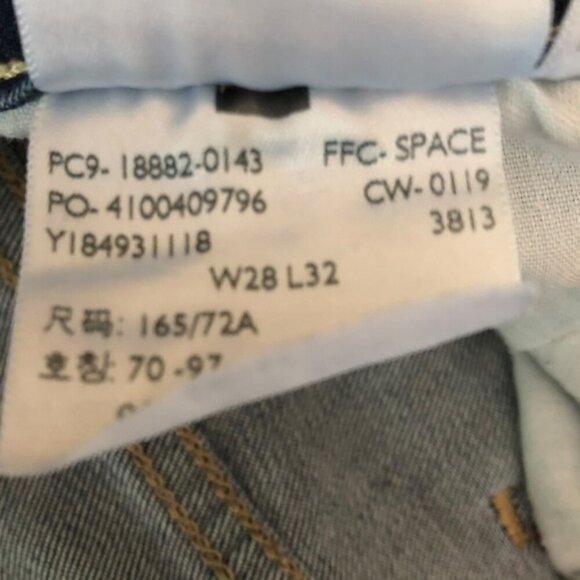 PC9- 18882-0143 FFC- SPACE
PO- 4100409796 CW- 0119
Y184931118 3813
W28 L32
尺码: 165/72A
호칭: 70 -97